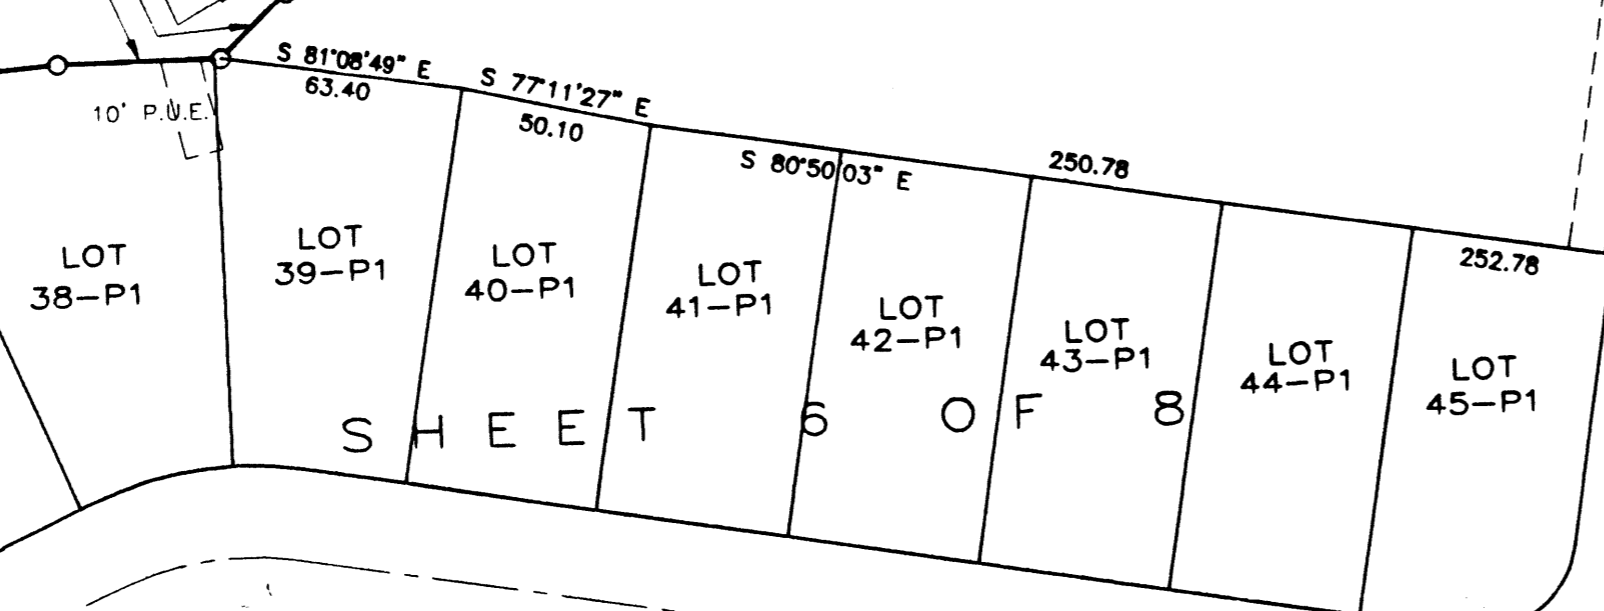 S 81°08'49" E
63.40
S 77°11'27" E
50.10
S 80°50'03" E
250.78
252.78
10' P.U.E.
LOT
38-P1
LOT
39-P1
LOT
40-P1
LOT
41-P1
LOT
42-P1
LOT
43-P1
LOT
44-P1
LOT
45-P1
SHEET 6 OF 8